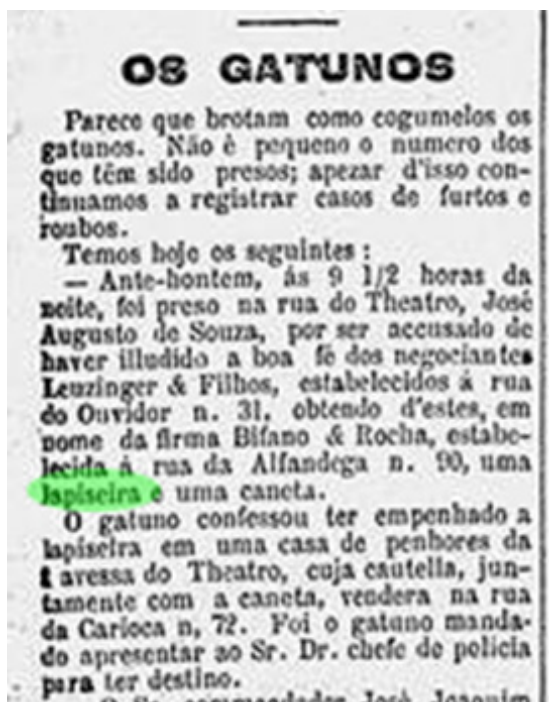 OS GATUNOS
Parece que brotam como cogumelos os
gatunos. Não è pequeno o numero dos
que têm sido presos; apezar d'isso con-
tinuamos a registrar casos de furtos e
roubos.
Temos hoje os seguintes :
— Ante-hontem, ás 9 1/2 horas da
noite, foi preso na rua do Theatro, José
Augusto de Souza, por ser accusado de
haver illudido a boa fé dos negociantes
Leuzinger & Filhos, estabelecidos á rua
do Ouvidor n. 31, obtendo d'estes, em
nome da firma Bifano & Rocha, estabe-
lecida á rua da Alfandega n. 90, uma
lapiseira e uma caneta.
O gatuno confessou ter empenhado a
lapiseira em uma casa de penhores da
t avessa do Theatro, cuja cautella, jun-
tamente com a caneta, vendera na rua
da Carioca n, 72. Foi o gatuno manda-
do apresentar ao Sr. Dr. chefe de policia
para ter destino.
commendador José Joaquim